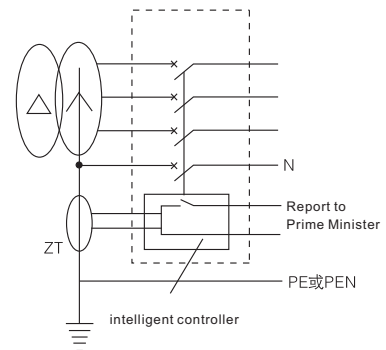 N
Report to
Prime Minister
ZT
PE或PEN
intelligent controller